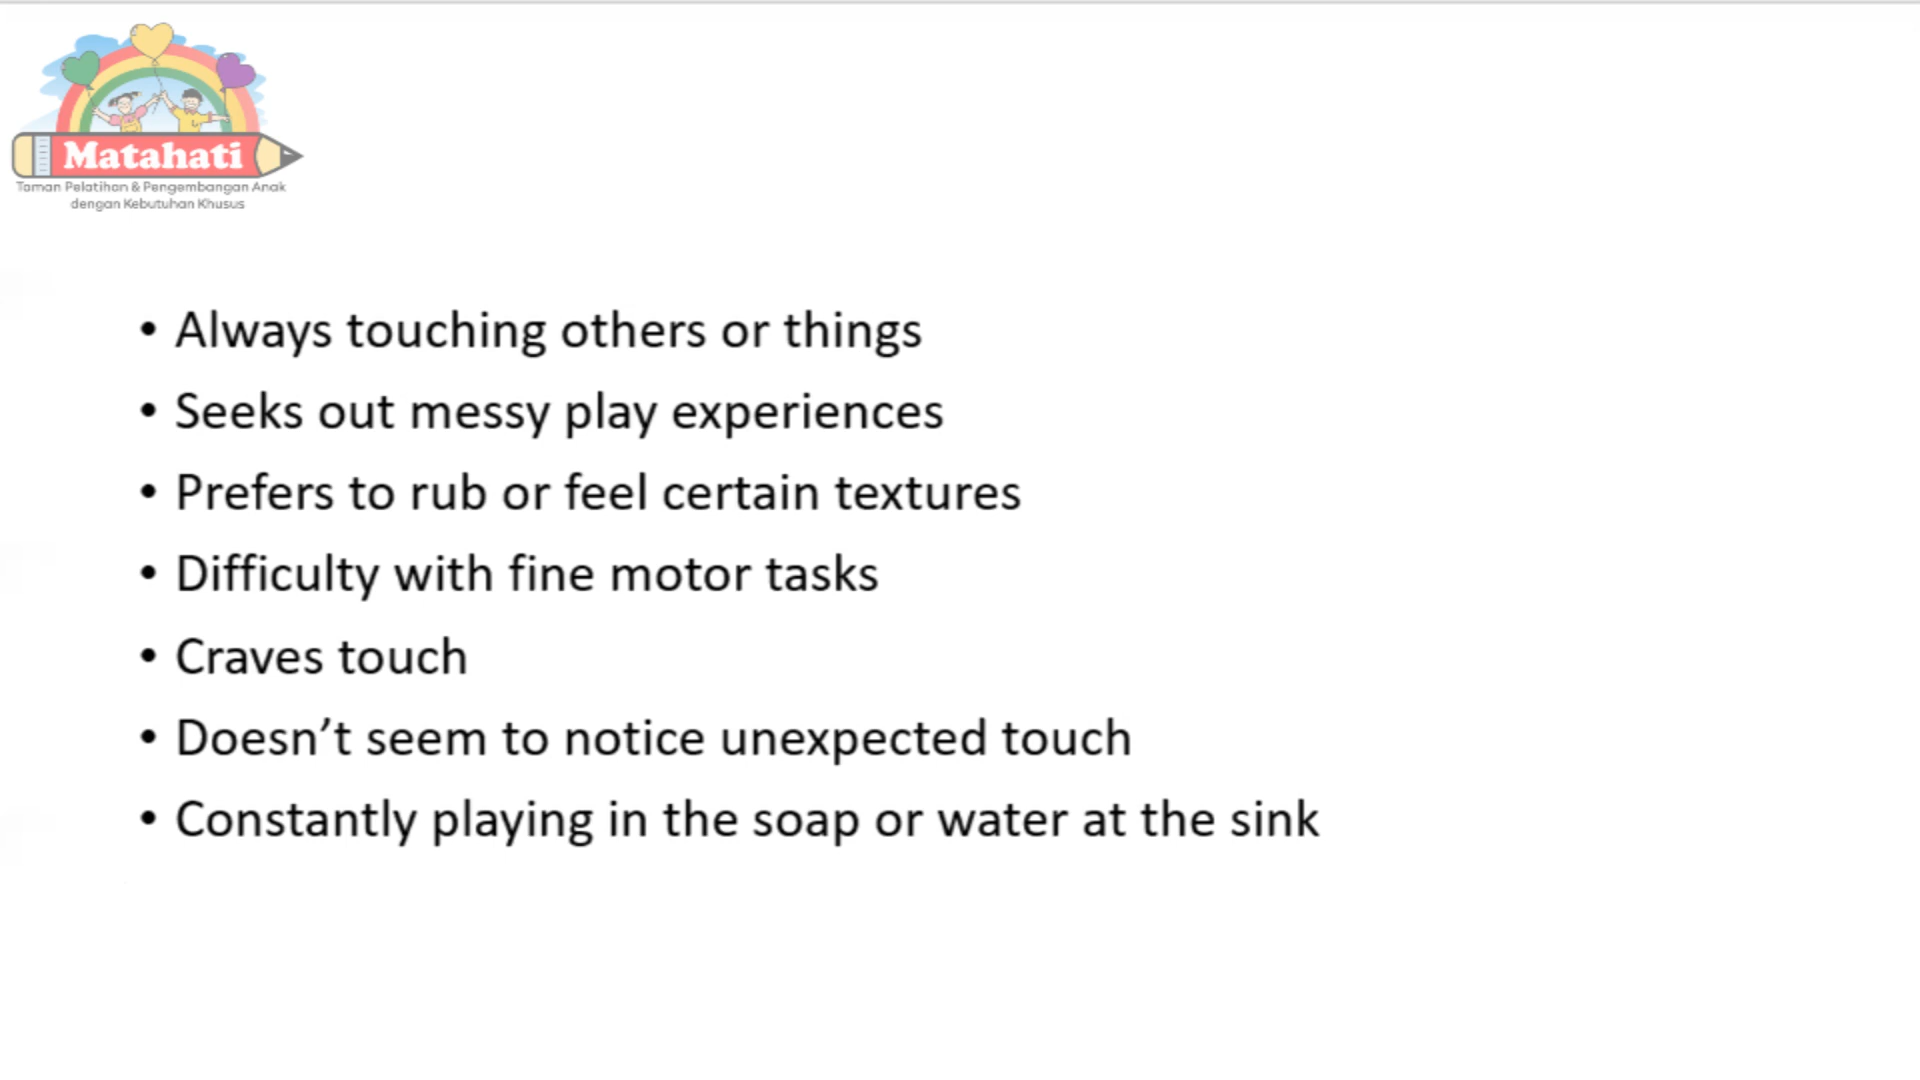 Matahati
Taman Pelatihan & Pengembangan Anak
dengan Kebutuhan Khusus
• Always touching others or things
• Seeks out messy play experiences
• Prefers to rub or feel certain textures
• Difficulty with fine motor tasks
• Craves touch
• Doesn’t seem to notice unexpected touch
• Constantly playing in the soap or water at the sink